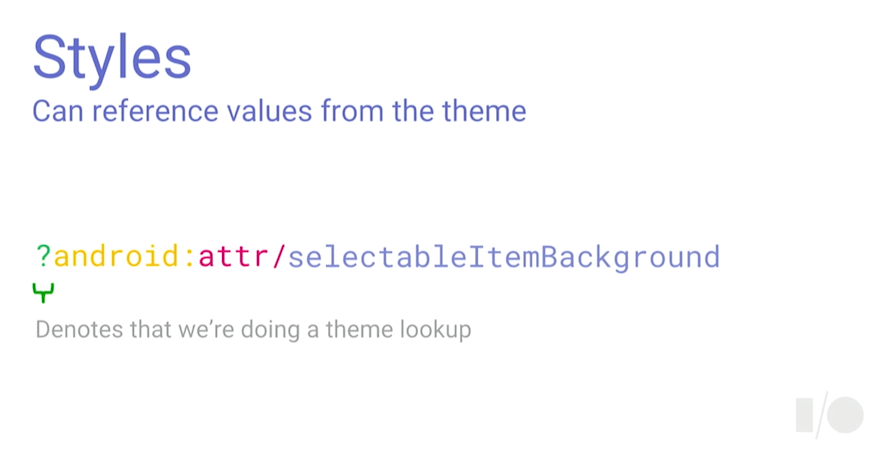 Styles
Can reference values from the theme
?android:attr/selectableItemBackground
Denotes that we're doing a theme lookup
I/O